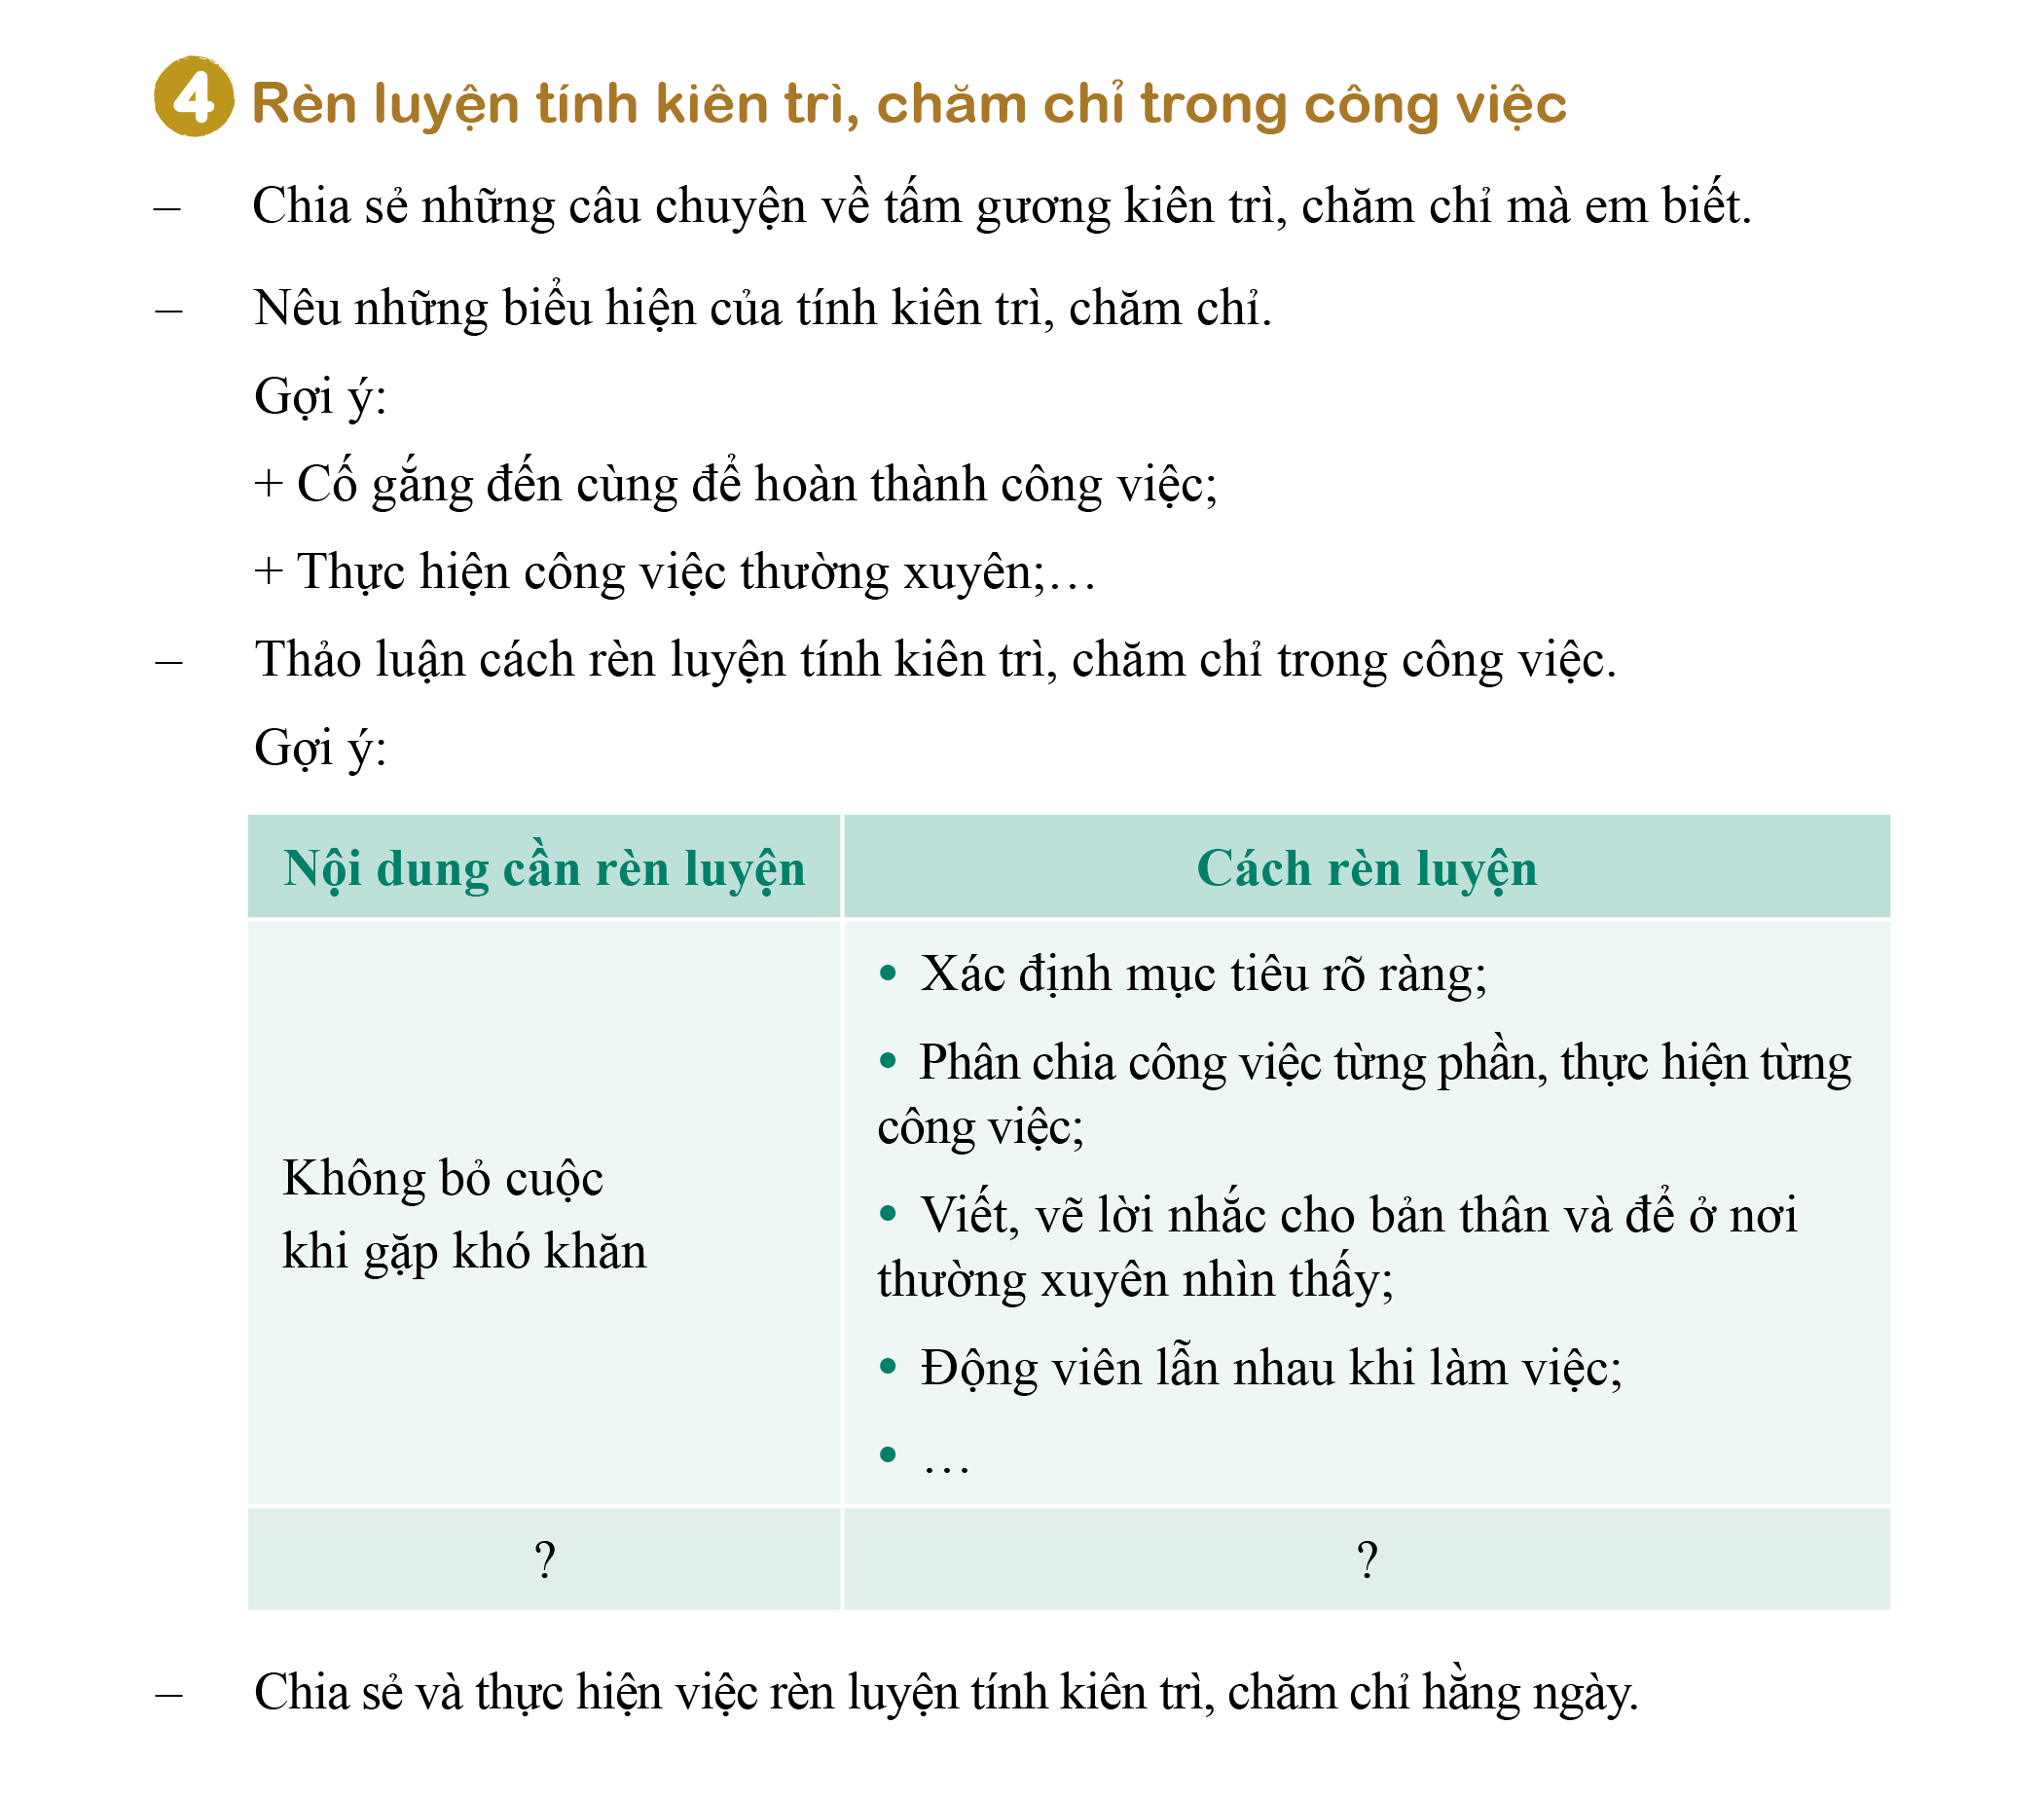 4 Rèn luyện tính kiên trì, chăm chỉ trong công việc
– Chia sẻ những câu chuyện về tấm gương kiên trì, chăm chỉ mà em biết.
– Nêu những biểu hiện của tính kiên trì, chăm chỉ.
Gợi ý:
+ Cố gắng đến cùng để hoàn thành công việc;
+ Thực hiện công việc thường xuyên;…
– Thảo luận cách rèn luyện tính kiên trì, chăm chỉ trong công việc.
Gợi ý:
Nội dung cần rèn luyện
Cách rèn luyện
Không bỏ cuộc
khi gặp khó khăn
• Xác định mục tiêu rõ ràng;
• Phân chia công việc từng phần, thực hiện từng
công việc;
• Viết, vẽ lời nhắc cho bản thân và để ở nơi
thường xuyên nhìn thấy;
• Động viên lẫn nhau khi làm việc;
• …
?
?
– Chia sẻ và thực hiện việc rèn luyện tính kiên trì, chăm chỉ hằng ngày.